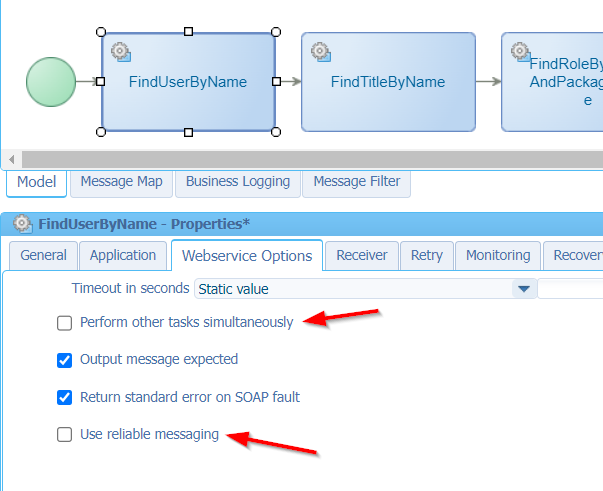 FindUserByName
FindTitleByName
FindRoleBy
AndPackag
e
Model
Message Map
Business Logging
Message Filter
FindUserByName - Properties*
General
Application
Webservice Options
Receiver
Retry
Monitoring
Recover
Timeout in seconds
Static value
Perform other tasks simultaneously
Output message expected
Return standard error on SOAP fault
Use reliable messaging